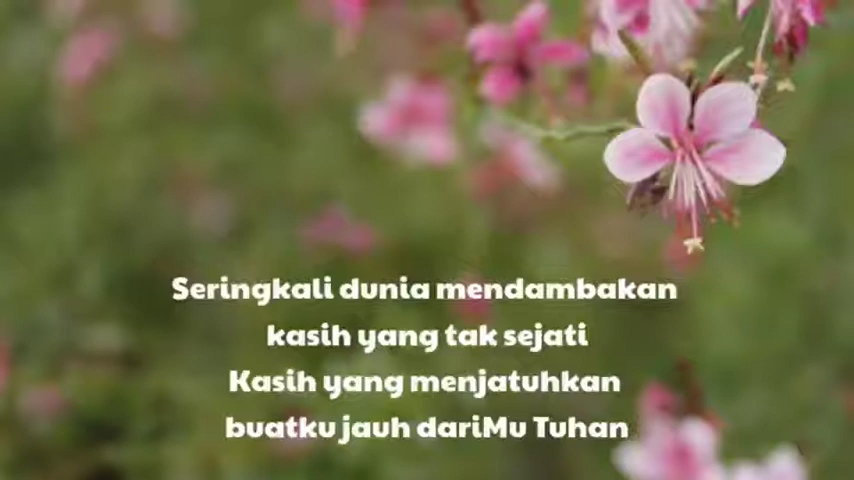 Seringkali dunia mendambakan
kasih yang tak sejati
Kasih yang menjatuhkan
buatku jauh dariMu Tuhan